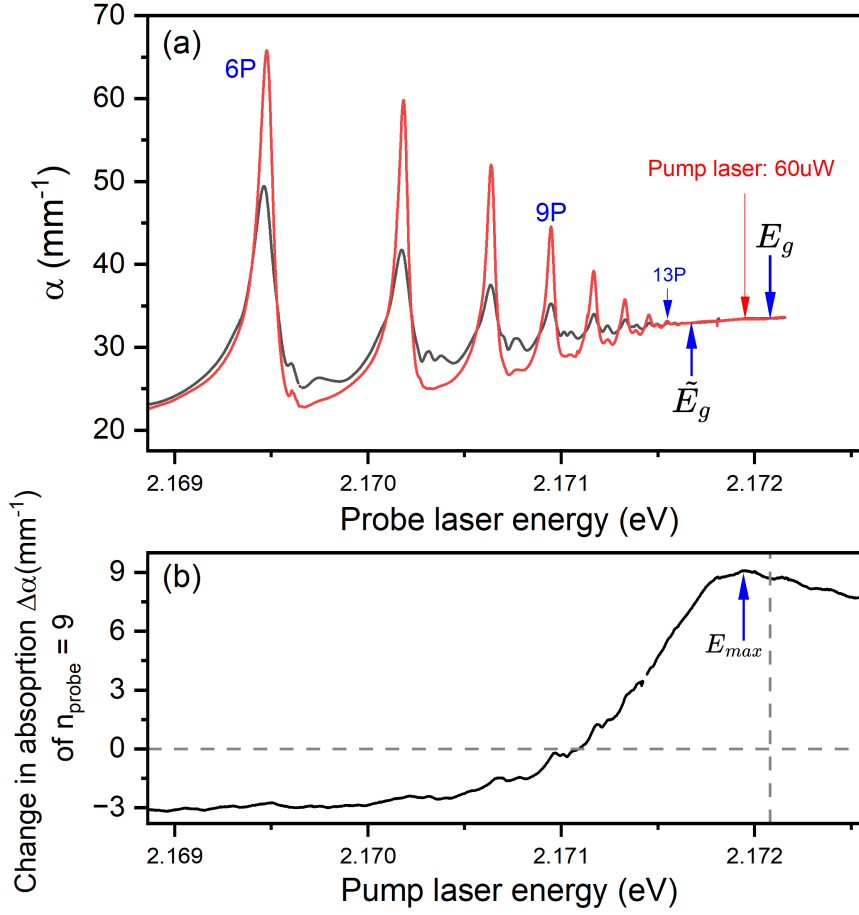 (a)
70
60
50
40
30
20
α (mm⁻¹)
6P
9P
13P
Pump laser: 60uW
E_g
Ẽ_g
2.169
2.170
2.171
2.172
Probe laser energy (eV)
(b)
9
6
3
0
−3
Change in absoprtion Δα(mm⁻¹)
of n_probe = 9
E_max
2.169
2.170
2.171
2.172
Pump laser energy (eV)